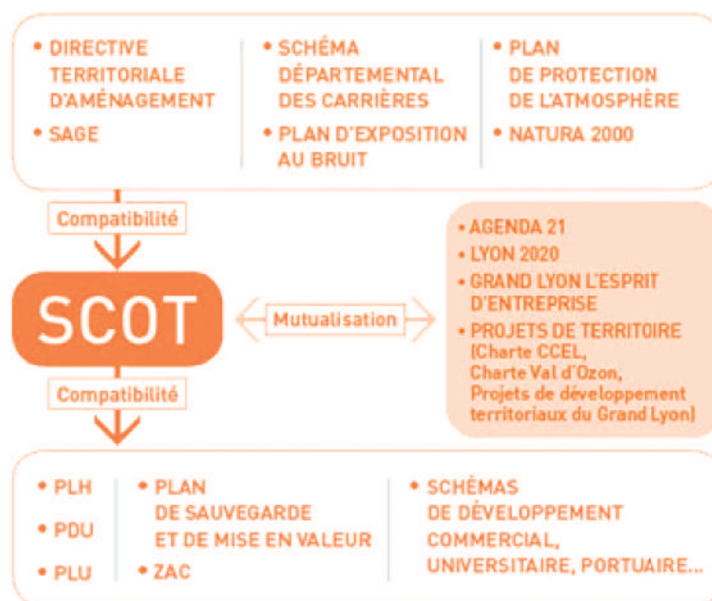 • DIRECTIVE
TERRITORIALE
D'AMÉNAGEMENT
• SAGE
• SCHÉMA
DÉPARTEMENTAL
DES CARRIÈRES
• PLAN D'EXPOSITION
AU BRUIT
• PLAN
DE PROTECTION
DE L'ATMOSPHÈRE
• NATURA 2000
Compatibilité
SCOT
Mutualisation
• AGENDA 21
• LYON 2020
• GRAND LYON L'ESPRIT
D'ENTREPRISE
• PROJETS DE TERRITOIRE
(Charte CCEL,
Charte Val d'Ozon,
Projets de développement
territoriaux du Grand Lyon)
Compatibilité
• PLH
• PDU
• PLU
• PLAN
DE SAUVEGARDE
ET DE MISE EN VALEUR
• ZAC
• SCHÉMAS
DE DÉVELOPPEMENT
COMMERCIAL,
UNIVERSITAIRE, PORTUAIRE...